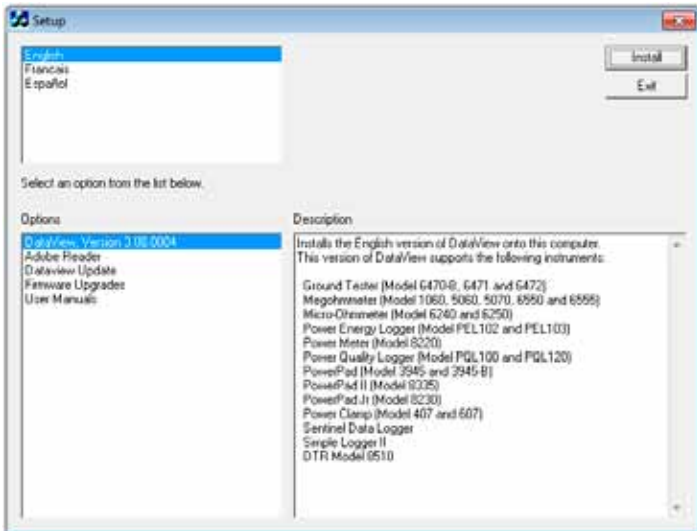 Setup
English
Francais
Español
Install
Exit
Select an option from the list below.
Options
DataView, Version 3.08.0004
Adobe Reader
Dataview Update
Firmware Upgrades
User Manuals
Description
Installs the English version of DataView onto this computer.
This version of DataView supports the following instruments:
Ground Tester (Model 6470-B, 6471 and 6472)
Megohmmeter (Model 1060, 5060, 5070, 6550 and 6555)
Micro-Ohmmeter (Model 6240 and 6250)
Power Energy Logger (Model PEL102 and PEL103)
Power Meter (Model 8220)
Power Quality Logger (Model PQL100 and PQL120)
PowerPad (Model 3945 and 3945-B)
PowerPad II (Model 8335)
PowerPad Jr (Model 8230)
Power Clamp (Model 407 and 607)
Sentinel Data Logger
Simple Logger II
DTR Model 8510